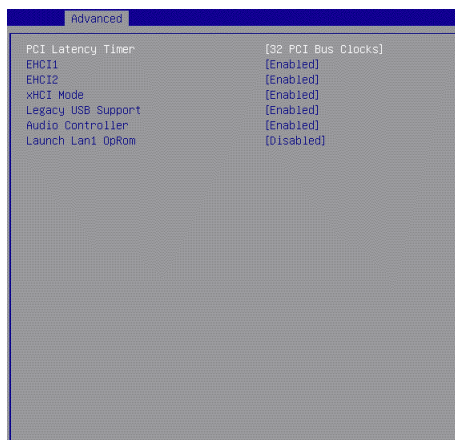 Advanced
PCI Latency Timer [32 PCI Bus Clocks]
EHCI1 [Enabled]
EHCI2 [Enabled]
xHCI Mode [Enabled]
Legacy USB Support [Enabled]
Audio Controller [Enabled]
Launch Lan1 OpRom [Disabled]